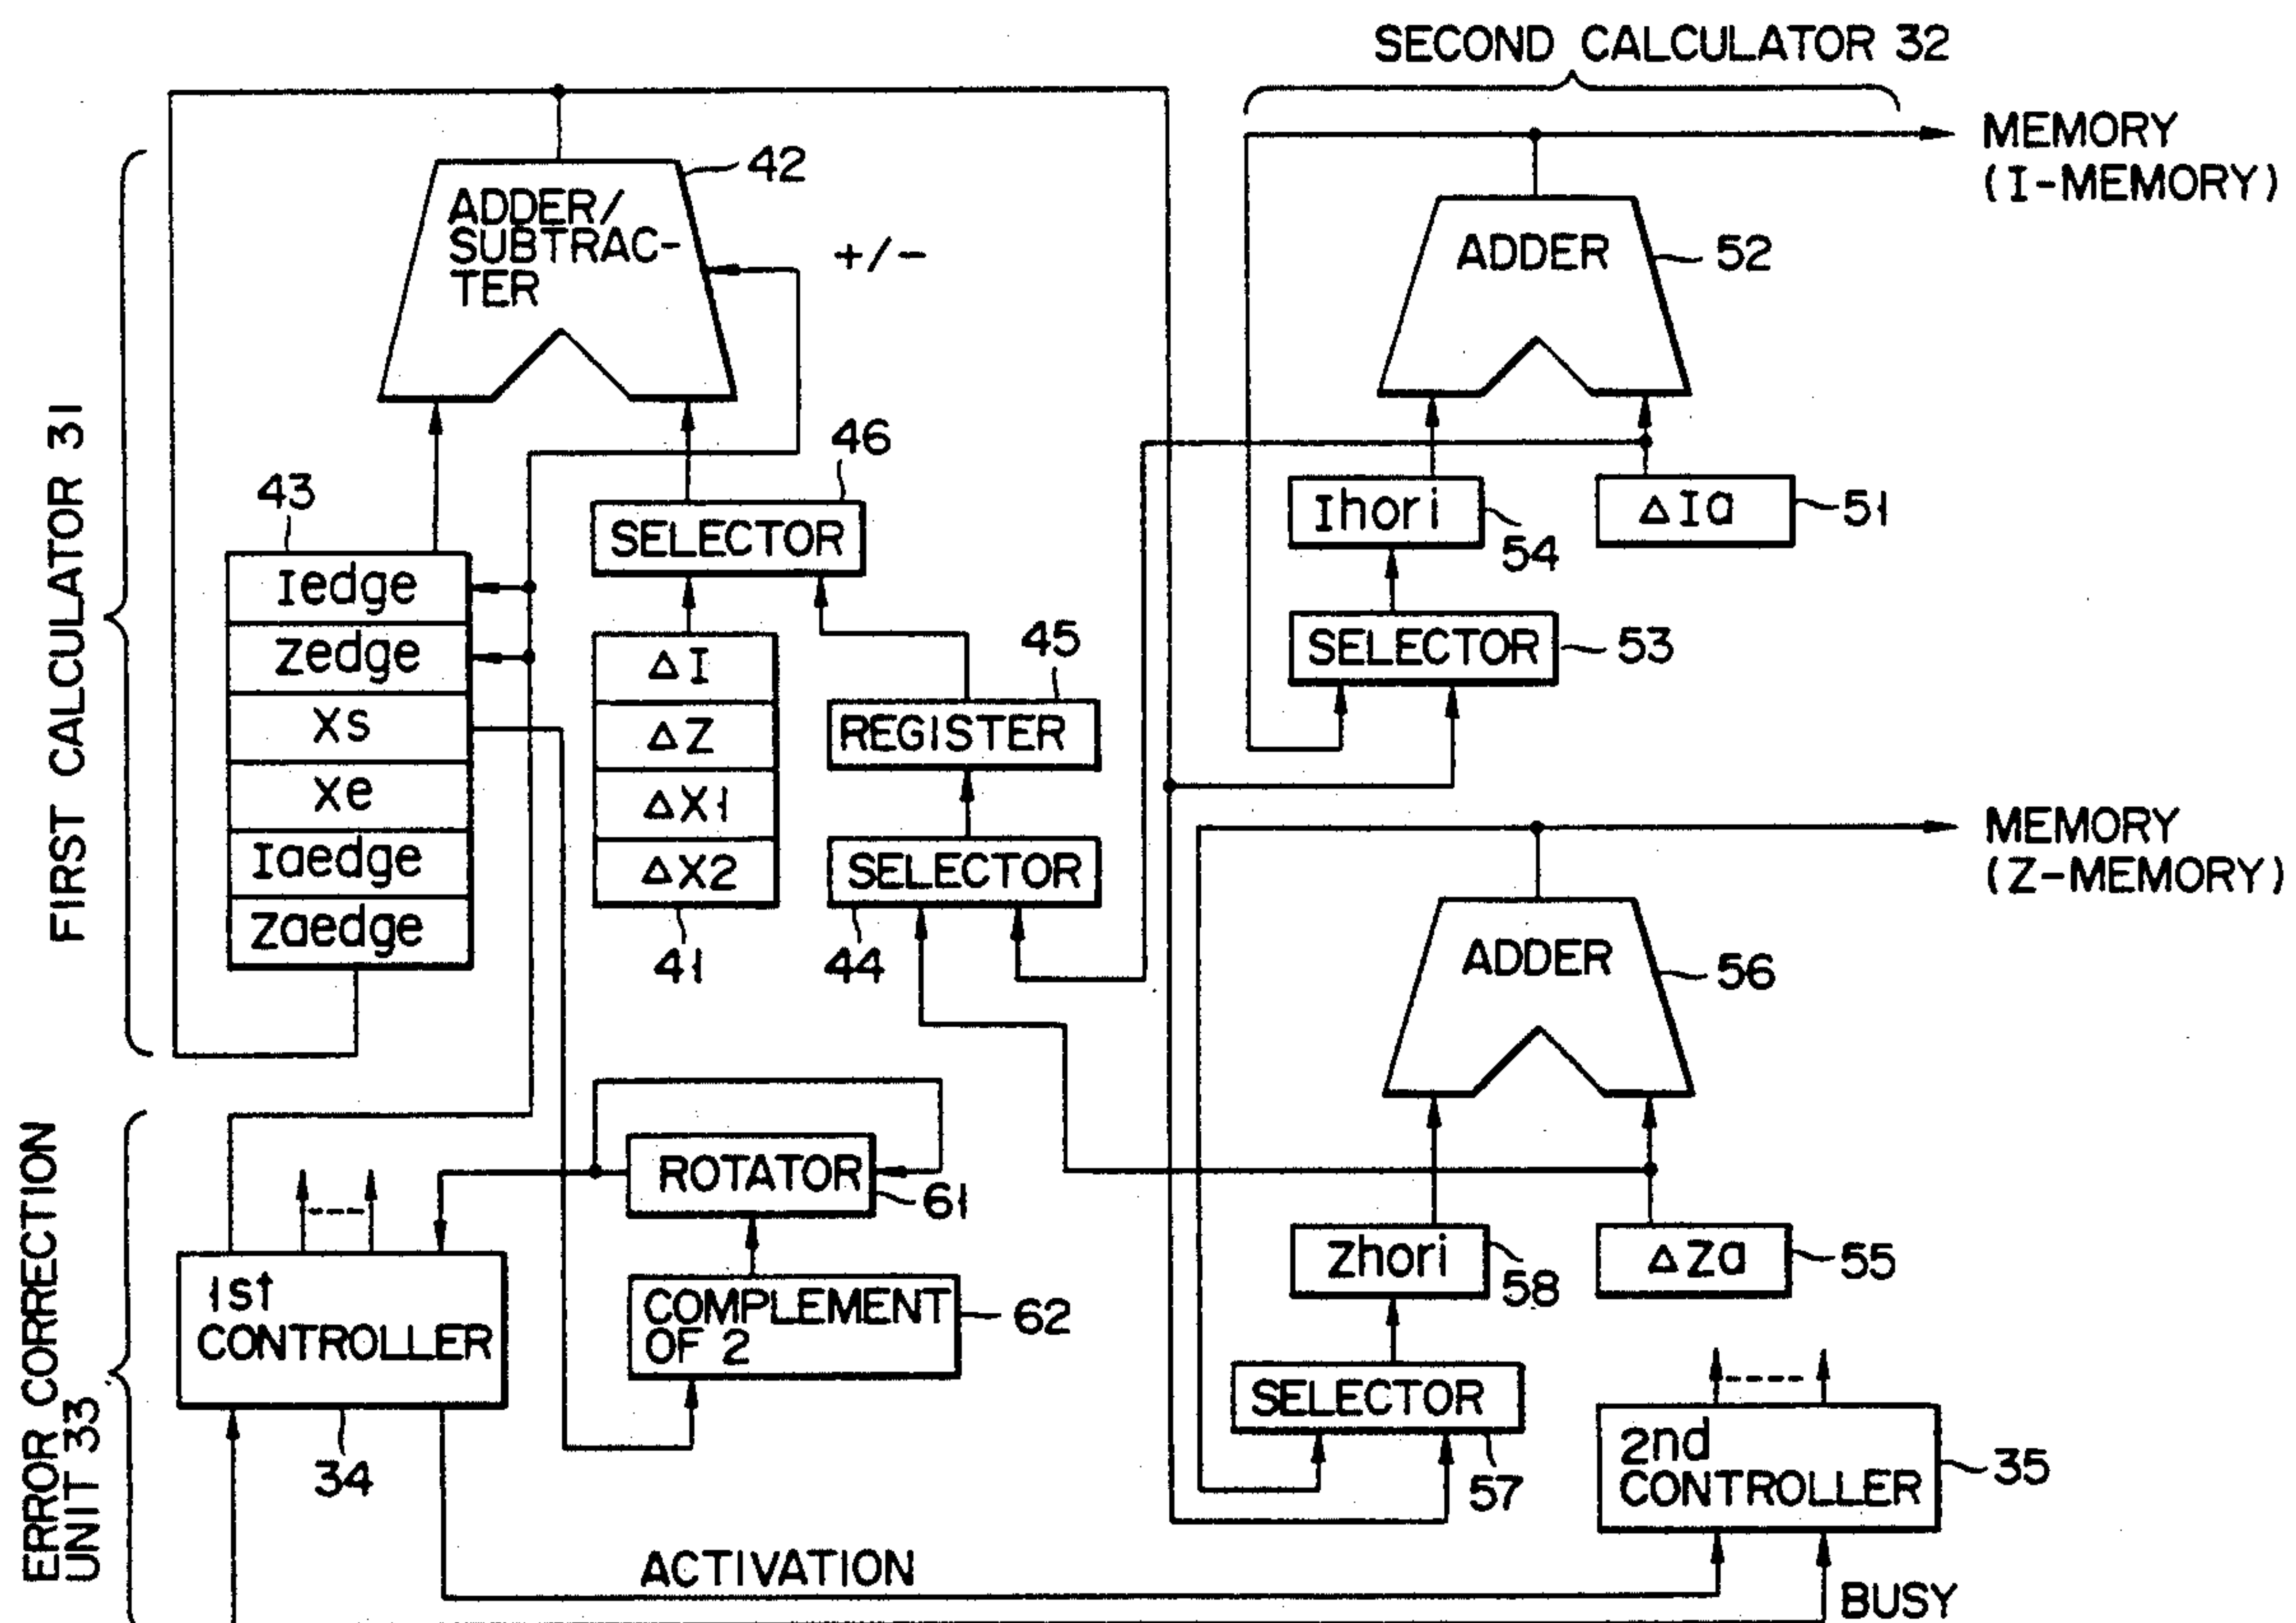 SECOND CALCULATOR 32
MEMORY
(I-MEMORY)
42
ADDER/
SUBTRAC-
TER
+/-
ADDER
52
FIRST CALCULATOR 31
43
46
SELECTOR
Ihori
54
ΔIa
51
Iedge
Zedge
Xs
Xe
Iaedge
Zaedge
ΔI
ΔZ
ΔX1
ΔX2
41
45
REGISTER
SELECTOR
44
SELECTOR
53
MEMORY
(Z-MEMORY)
ADDER
56
ERROR CORRECTION
UNIT 33
ROTATOR
61
Zhori
58
ΔZa
55
1st
CONTROLLER
34
COMPLEMENT
OF 2
62
SELECTOR
57
2nd
CONTROLLER
35
ACTIVATION
BUSY